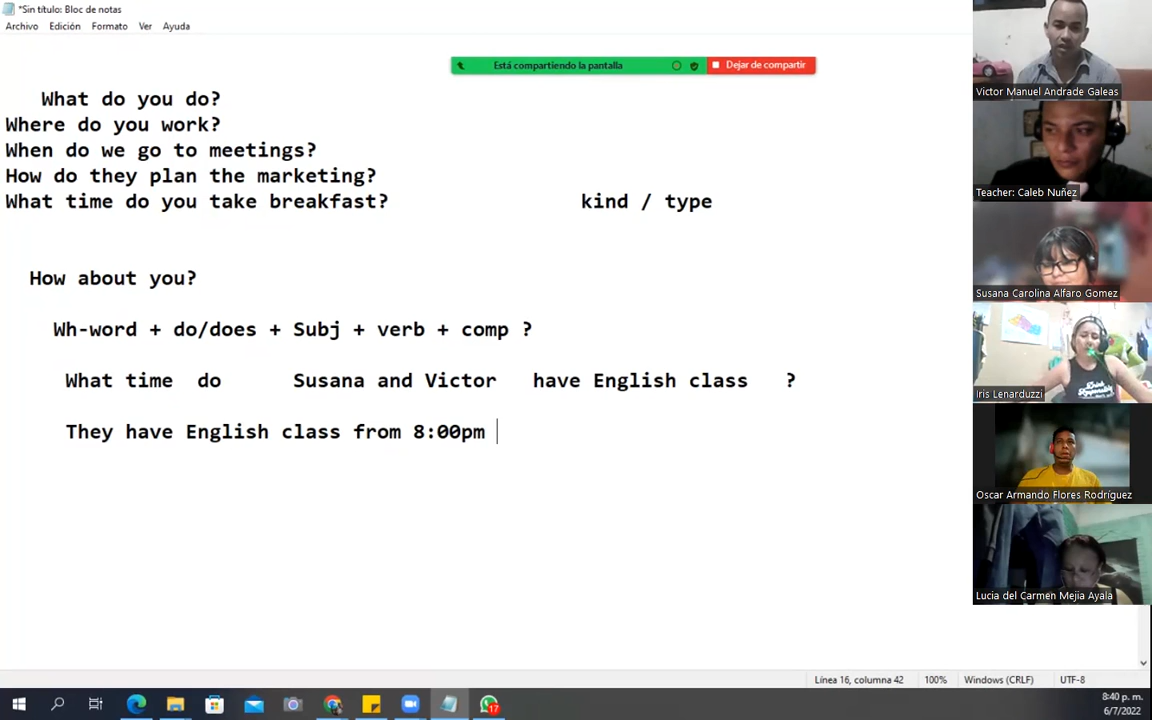 *Sin título: Bloc de notas
Archivo Edición Formato Ver Ayuda
Está compartiendo la pantalla Dejar de compartir
What do you do?
Where do you work?
When do we go to meetings?
How do they plan the marketing?
What time do you take breakfast? kind / type
How about you?
Wh-word + do/does + Subj + verb + comp ?
What time do Susana and Victor have English class ?
They have English class from 8:00pm
Victor Manuel Andrade Galeas
Teacher: Caleb Nuñez
Susana Carolina Alfaro Gomez
Iris Lenarduzzi
Oscar Armando Flores Rodríguez
Lucia del Carmen Mejia Ayala
Línea 16, columna 42 100% Windows (CRLF) UTF-8
17
8:40 p. m.
6/7/2022